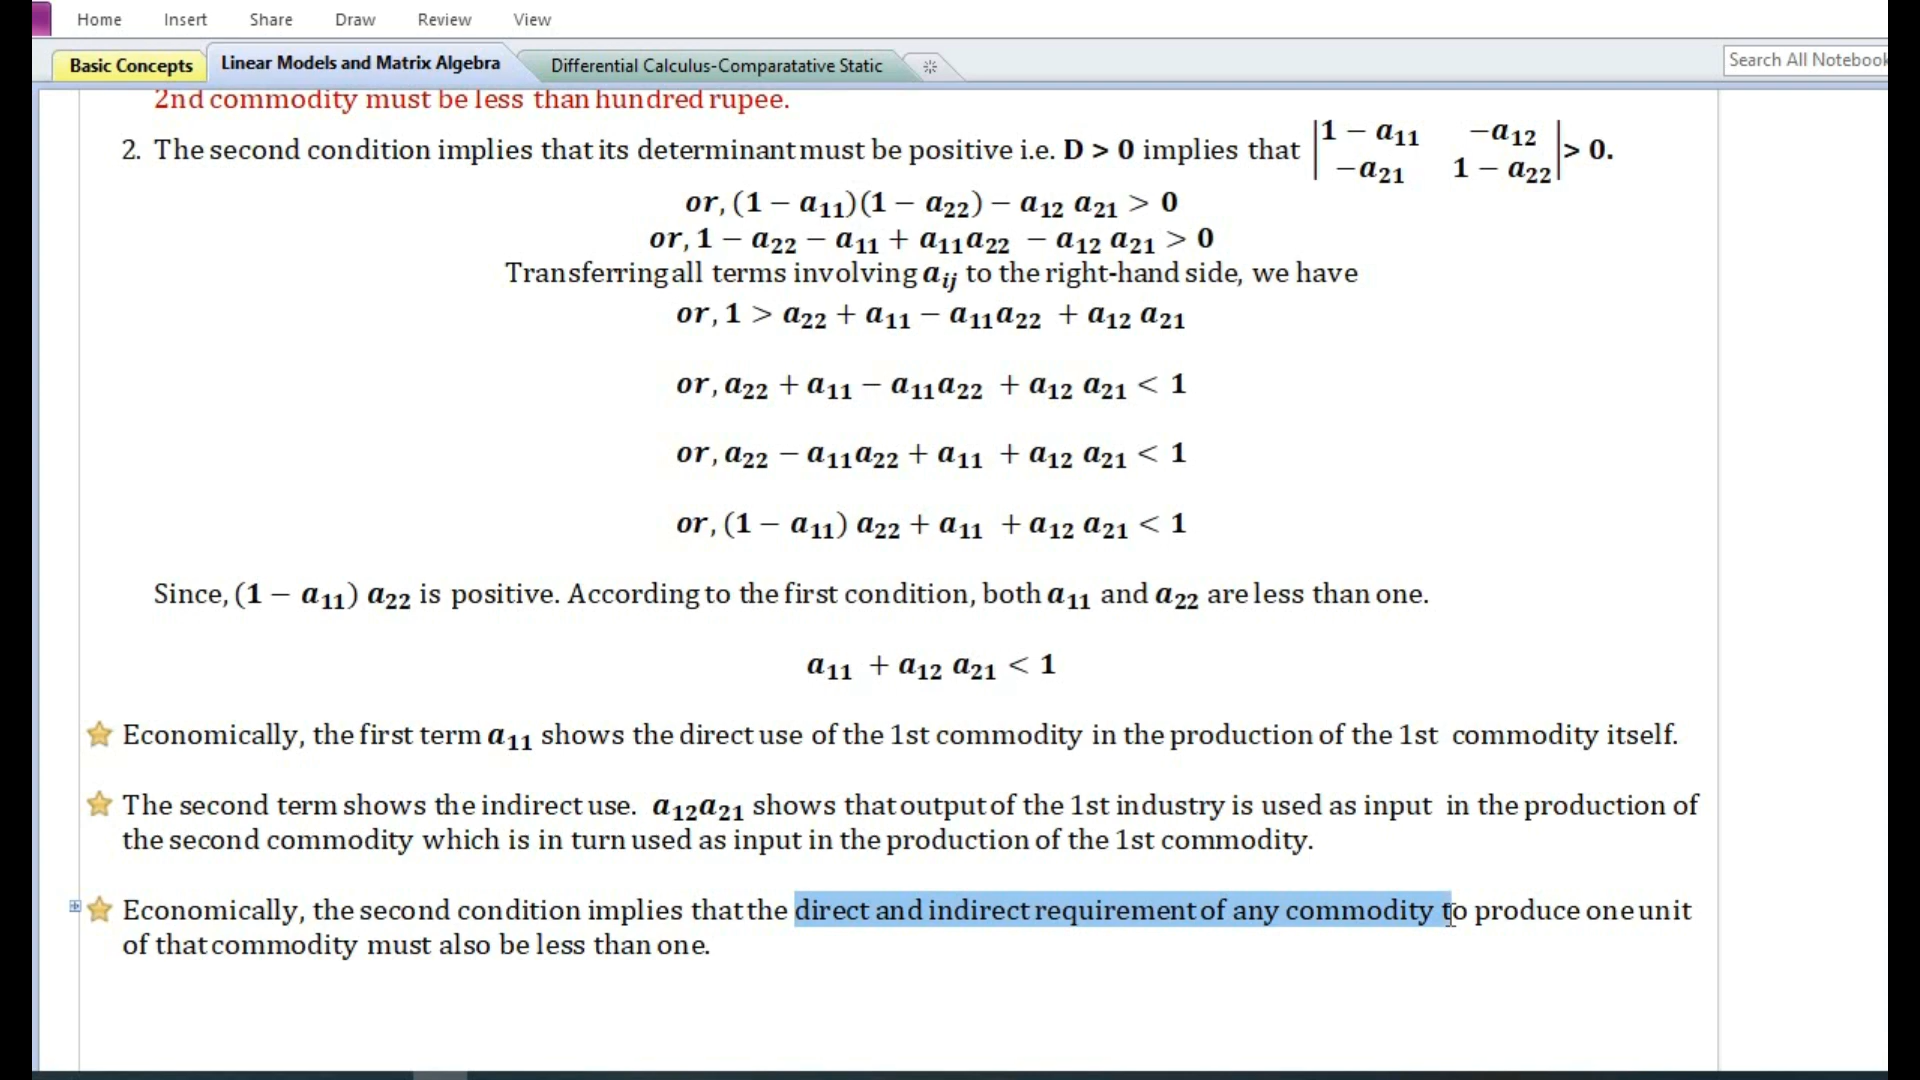 Home Insert Share Draw Review View
Basic Concepts Linear Models and Matrix Algebra Differential Calculus-Comparatative Static
Search All Notebook
2nd commodity must be less than hundred rupee.
2. The second condition implies that its determinant must be positive i.e. D > 0 implies that |1 − a₁₁ −a₁₂
−a₂₁ 1 − a₂₂| > 0.
or, (1 − a₁₁)(1 − a₂₂) − a₁₂ a₂₁ > 0
or, 1 − a₂₂ − a₁₁ + a₁₁a₂₂ − a₁₂ a₂₁ > 0
Transferring all terms involving aᵢⱼ to the right-hand side, we have
or, 1 > a₂₂ + a₁₁ − a₁₁a₂₂ + a₁₂ a₂₁
or, a₂₂ + a₁₁ − a₁₁a₂₂ + a₁₂ a₂₁ < 1
or, a₂₂ − a₁₁a₂₂ + a₁₁ + a₁₂ a₂₁ < 1
or, (1 − a₁₁) a₂₂ + a₁₁ + a₁₂ a₂₁ < 1
Since, (1 − a₁₁) a₂₂ is positive. According to the first condition, both a₁₁ and a₂₂ are less than one.
a₁₁ + a₁₂ a₂₁ < 1
Economically, the first term a₁₁ shows the direct use of the 1st commodity in the production of the 1st commodity itself.
The second term shows the indirect use. a₁₂a₂₁ shows that output of the 1st industry is used as input in the production of
the second commodity which is in turn used as input in the production of the 1st commodity.
Economically, the second condition implies that the direct and indirect requirement of any commodity to produce one unit
of that commodity must also be less than one.